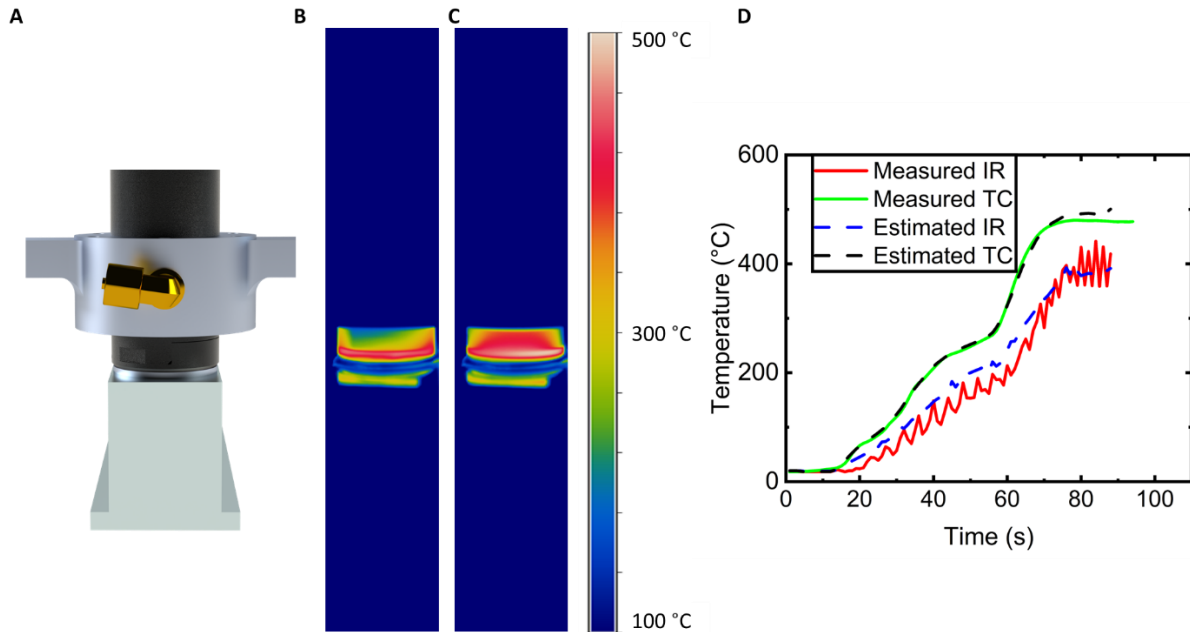 A
B
C
D
500 °C
300 °C
100 °C
Measured IR
Measured TC
Estimated IR
Estimated TC
Temperature (°C)
600
400
200
0
0
20
40
60
80
100
Time (s)